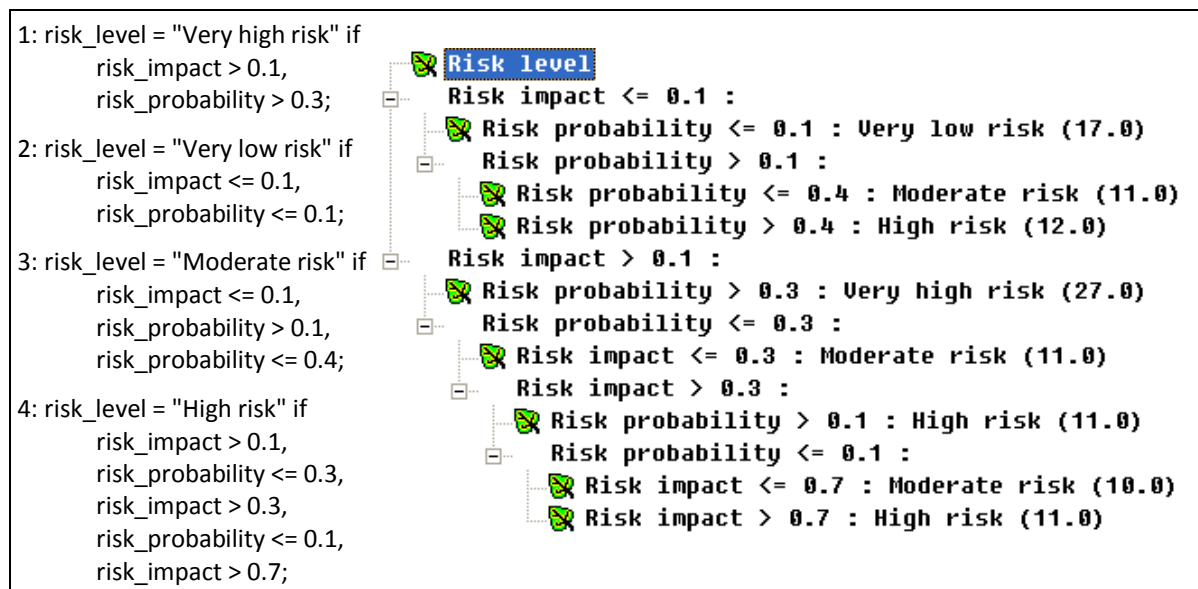 1: risk_level = "Very high risk" if
risk_impact > 0.1,
risk_probability > 0.3;
2: risk_level = "Very low risk" if
risk_impact <= 0.1,
risk_probability <= 0.1;
3: risk_level = "Moderate risk" if
risk_impact <= 0.1,
risk_probability > 0.1,
risk_probability <= 0.4;
4: risk_level = "High risk" if
risk_impact > 0.1,
risk_probability <= 0.3,
risk_impact > 0.3,
risk_probability <= 0.1,
risk_impact > 0.7;
Risk level
Risk impact <= 0.1 :
Risk probability <= 0.1 : Very low risk (17.0)
Risk probability > 0.1 :
Risk probability <= 0.4 : Moderate risk (11.0)
Risk probability > 0.4 : High risk (12.0)
Risk impact > 0.1 :
Risk probability > 0.3 : Very high risk (27.0)
Risk probability <= 0.3 :
Risk impact <= 0.3 : Moderate risk (11.0)
Risk impact > 0.3 :
Risk probability > 0.1 : High risk (11.0)
Risk probability <= 0.1 :
Risk impact <= 0.7 : Moderate risk (10.0)
Risk impact > 0.7 : High risk (11.0)